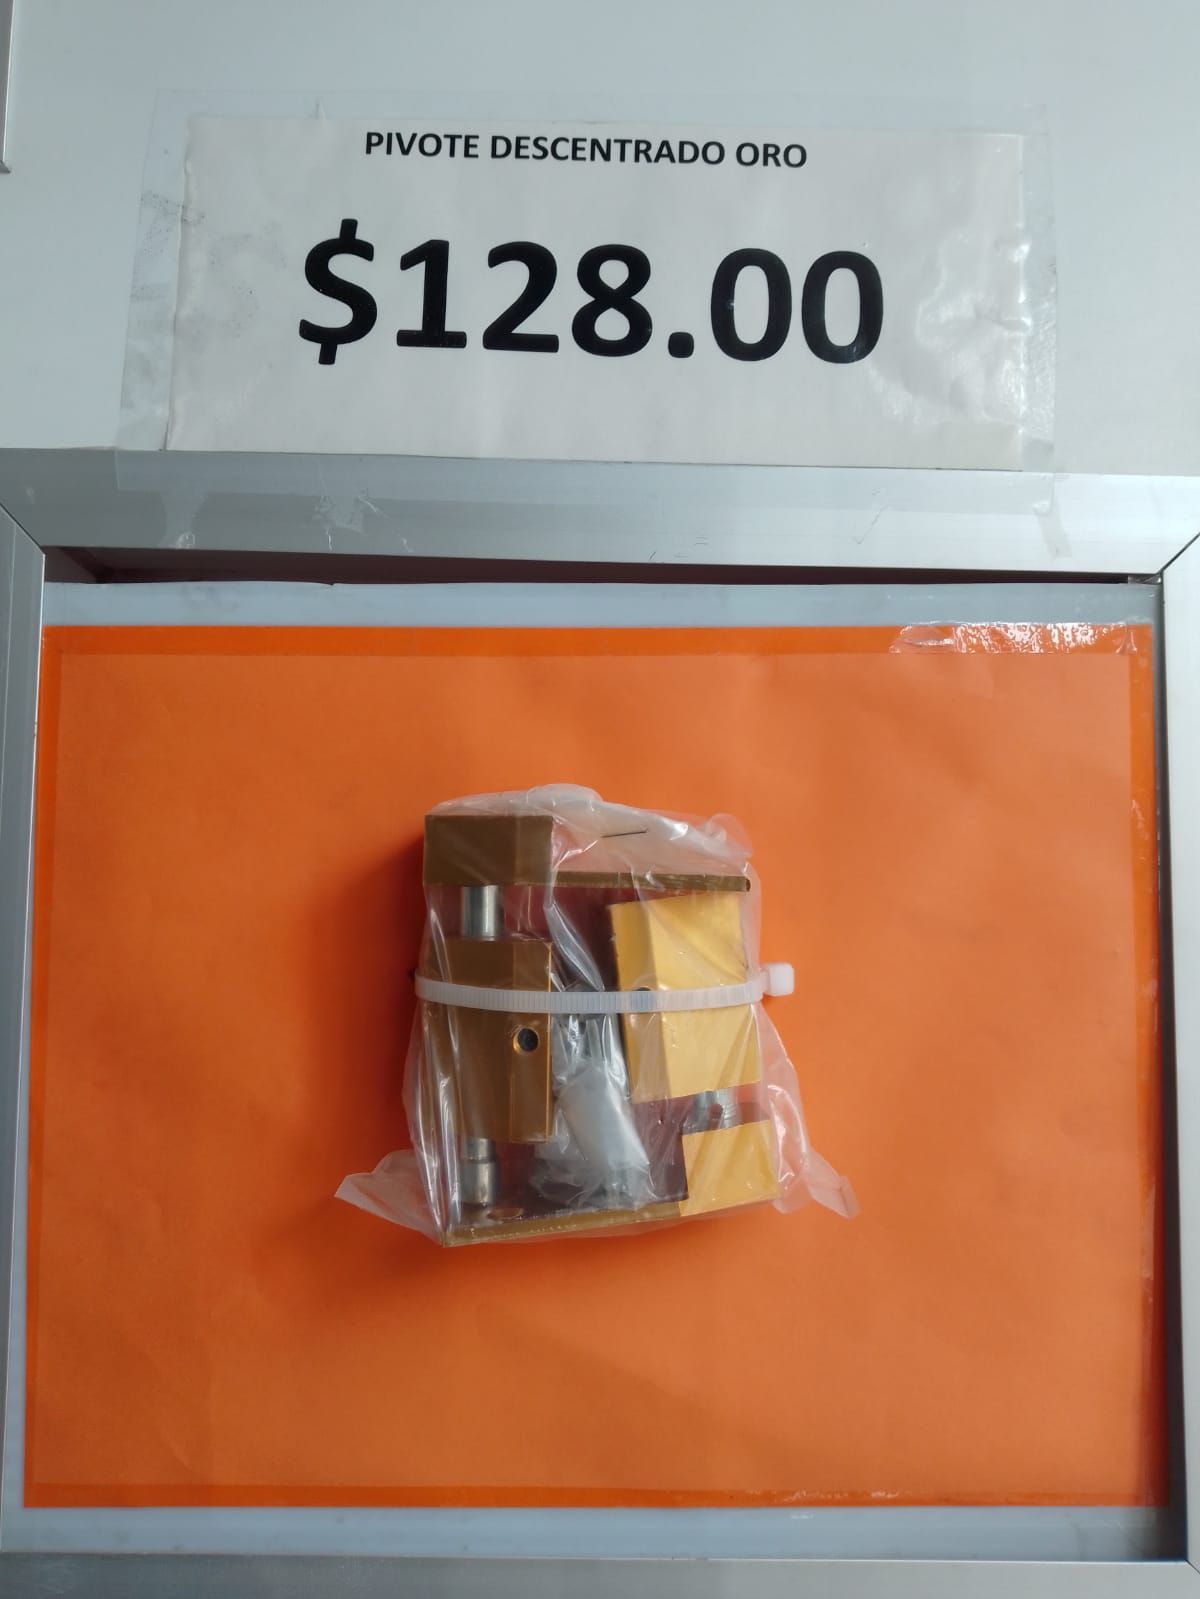 PIVOTE DESCENTRADO ORO
$128.00